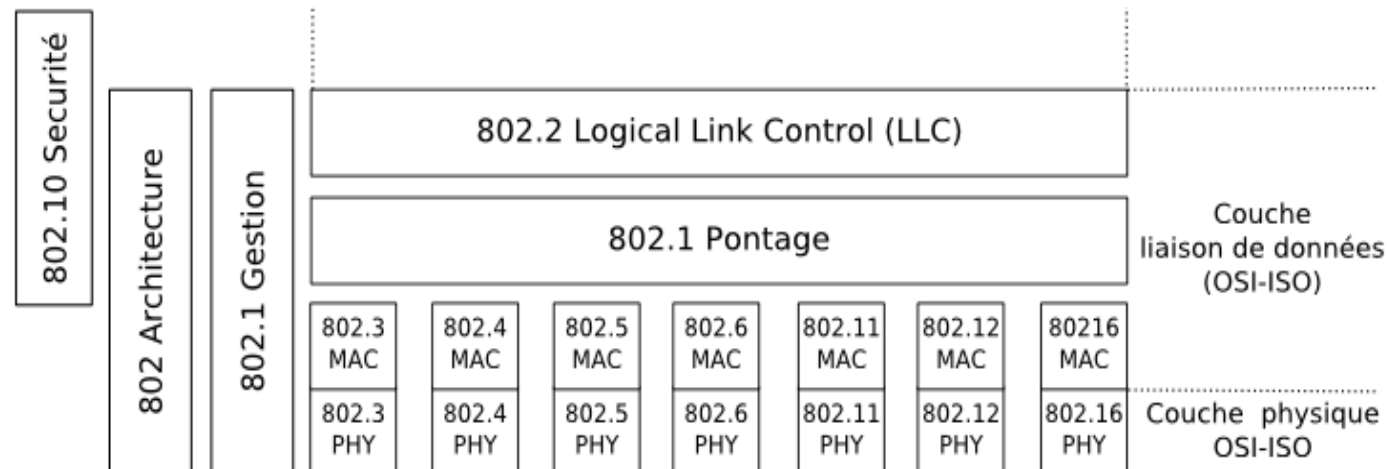 802.10 Securité
802 Architecture
802.1 Gestion
802.2 Logical Link Control (LLC)
802.1 Pontage
Couche
liaison de données
(OSI-ISO)
802.3
MAC
802.4
MAC
802.5
MAC
802.6
MAC
802.11
MAC
802.12
MAC
80216
MAC
802.3
PHY
802.4
PHY
802.5
PHY
802.6
PHY
802.11
PHY
802.12
PHY
802.16
PHY
Couche physique
OSI-ISO